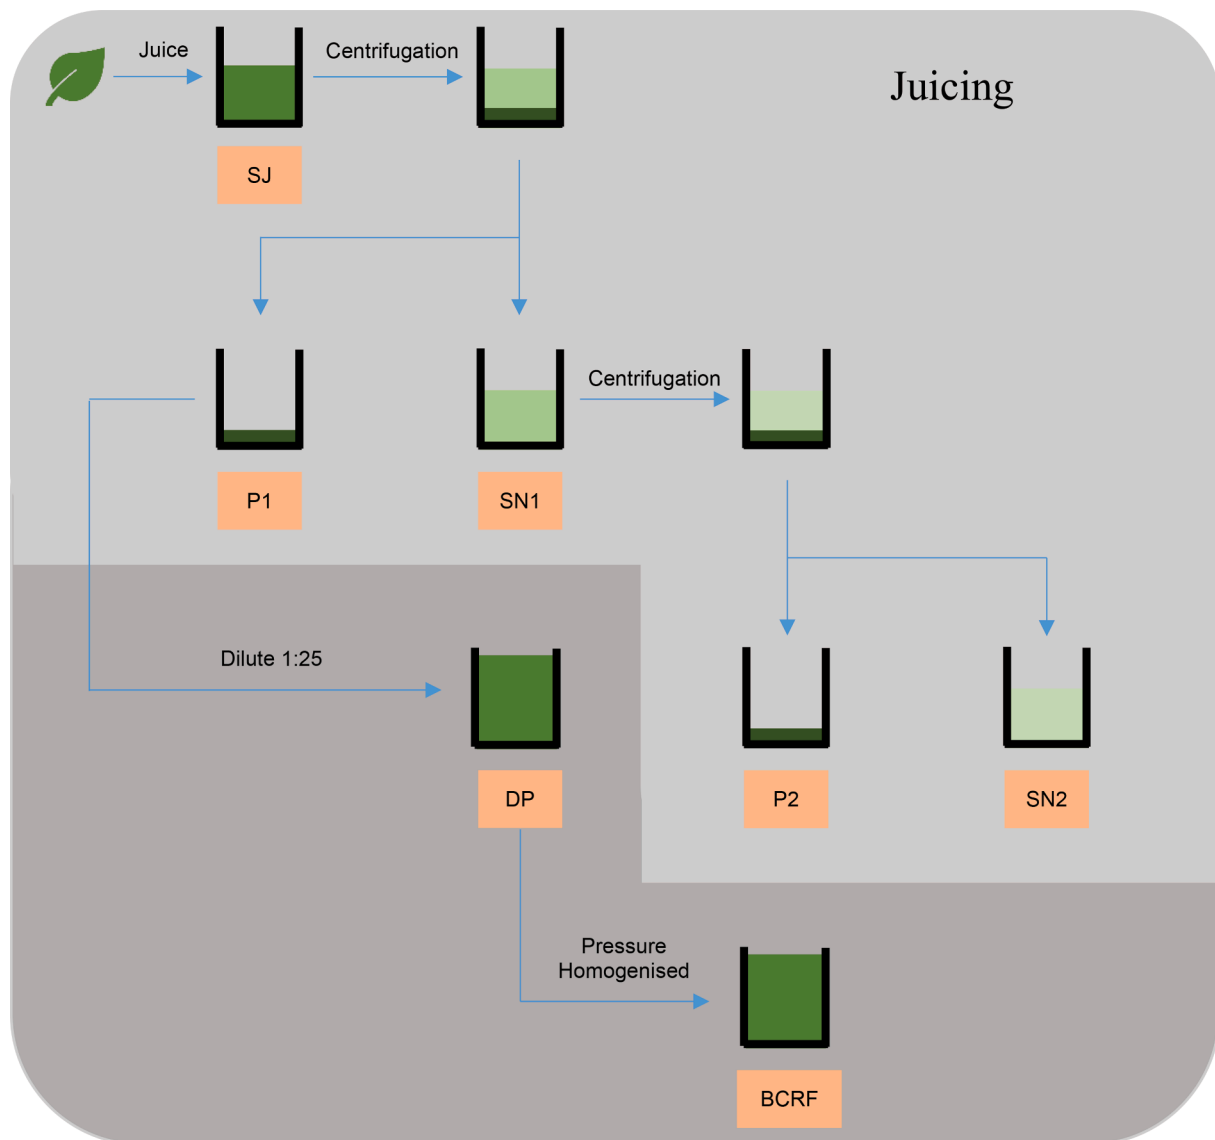 Juice
Centrifugation
Juicing
SJ
Centrifugation
P1
SN1
Dilute 1:25
DP
P2
SN2
Pressure
Homogenised
BCRF